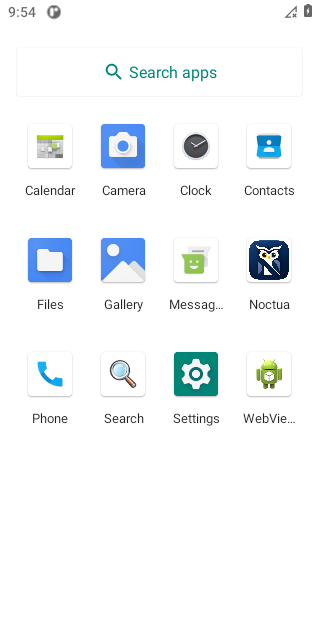 9:54
Search apps
Calendar
Camera
Clock
Contacts
Files
Gallery
Messag...
Noctua
Phone
Search
Settings
WebVie...